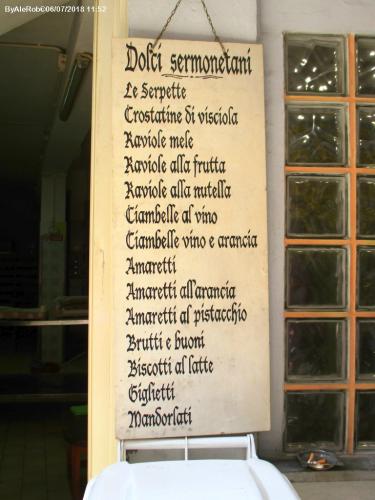 ByAleRob©06/07/2018 11:52
Dolci sermonetani
Le Serpette
Crostatine di visciola
Raviole mele
Raviole alla frutta
Raviole alla nutella
Ciambelle al vino
Ciambelle vino e arancia
Amaretti
Amaretti all'arancia
Amaretti al pistacchio
Brutti e buoni
Biscotti al latte
Giglietti
Mandorlati